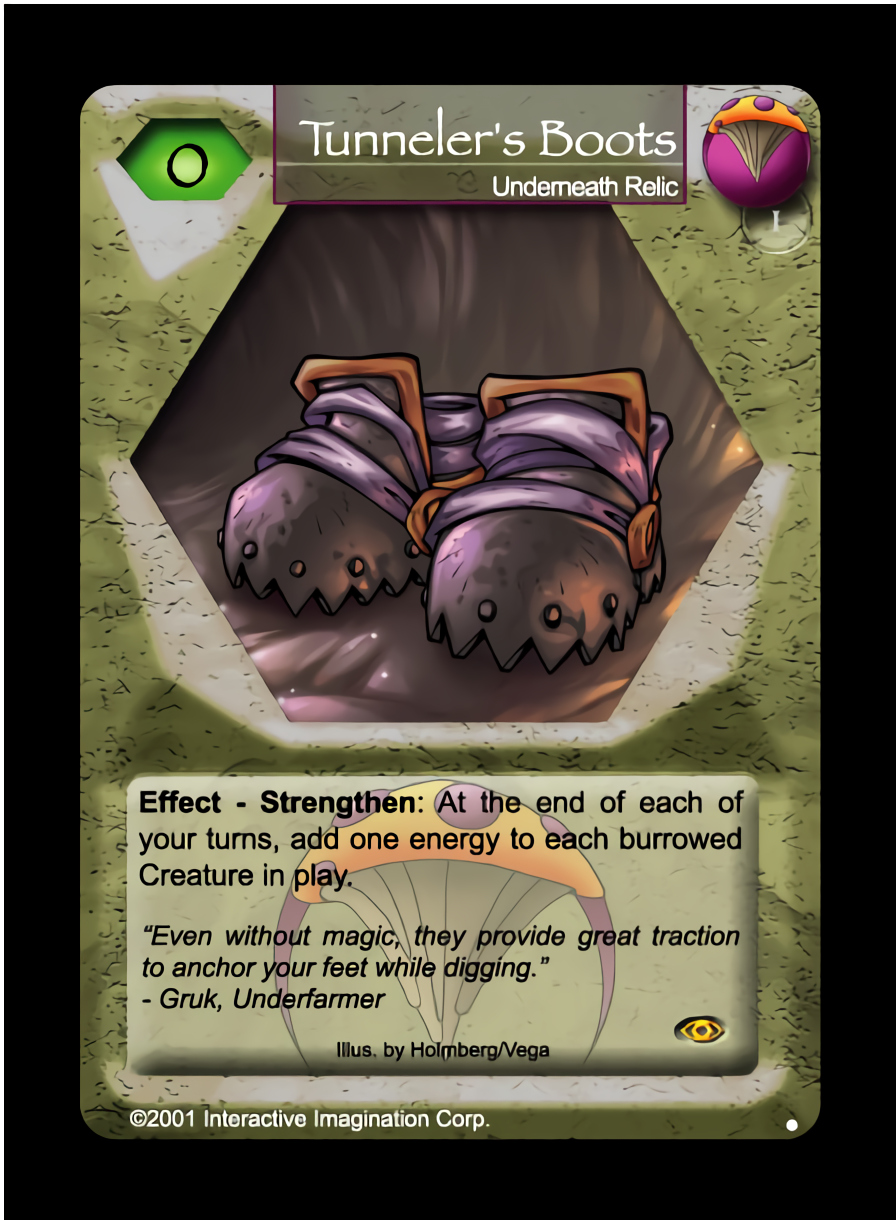 0
Tunneler's Boots
Underneath Relic
I
Effect - Strengthen: At the end of each of
your turns, add one energy to each burrowed
Creature in play.
“Even without magic, they provide great traction
to anchor your feet while digging.”
- Gruk, Underfarmer
Illus. by Holmberg/Vega
©2001 Interactive Imagination Corp.